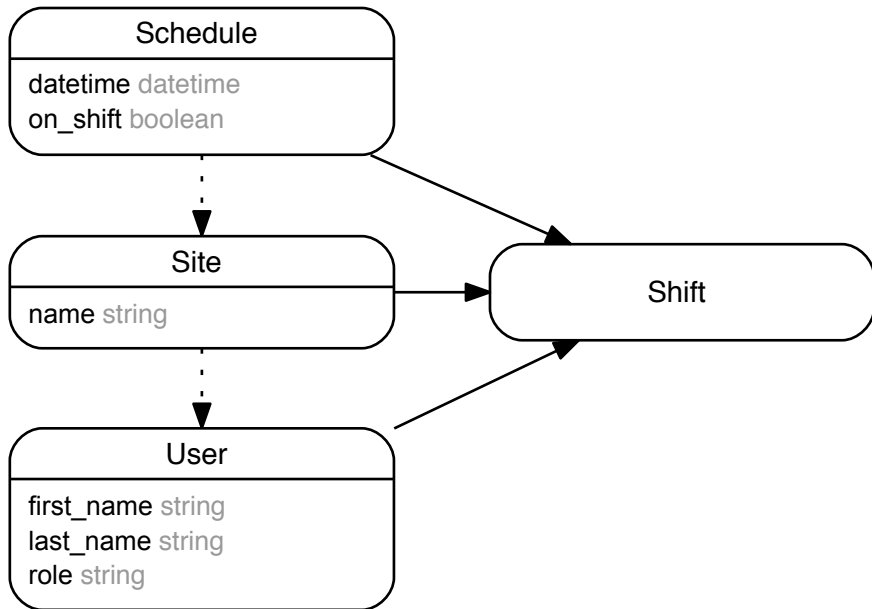 Schedule
datetime datetime
on_shift boolean
Site
name string
Shift
User
first_name string
last_name string
role string